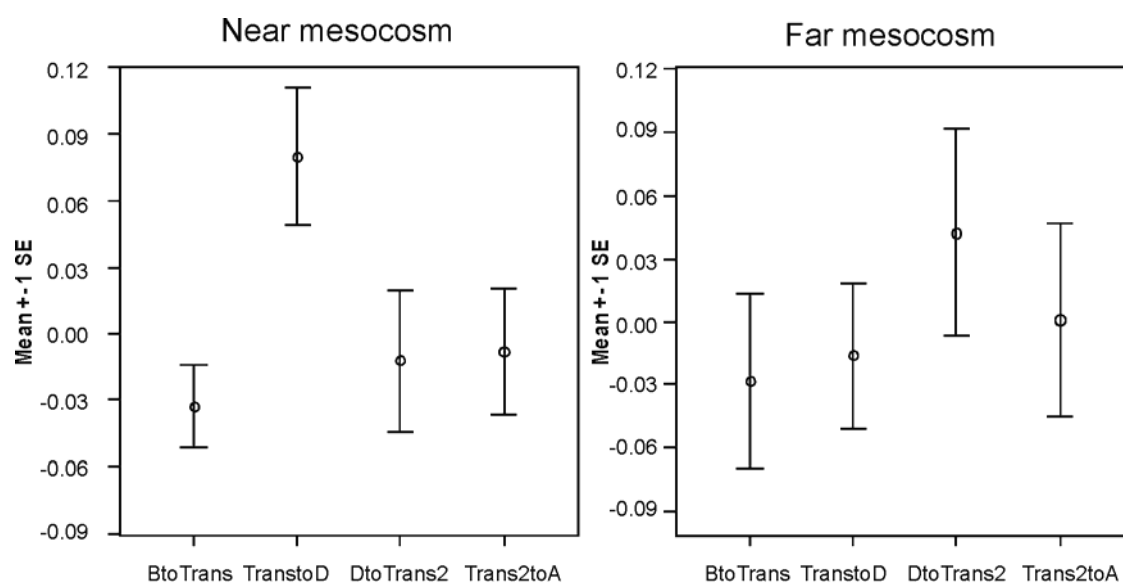 Near mesocosm
Mean +-1 SE
0.12
0.09
0.06
0.03
0.00
-0.03
-0.06
-0.09
BtoTrans TranstoD DtoTrans2 Trans2toA
Far mesocosm
Mean +-1 SE
0.12
0.09
0.06
0.03
0.00
-0.03
-0.06
-0.09
BtoTrans TranstoD DtoTrans2 Trans2toA